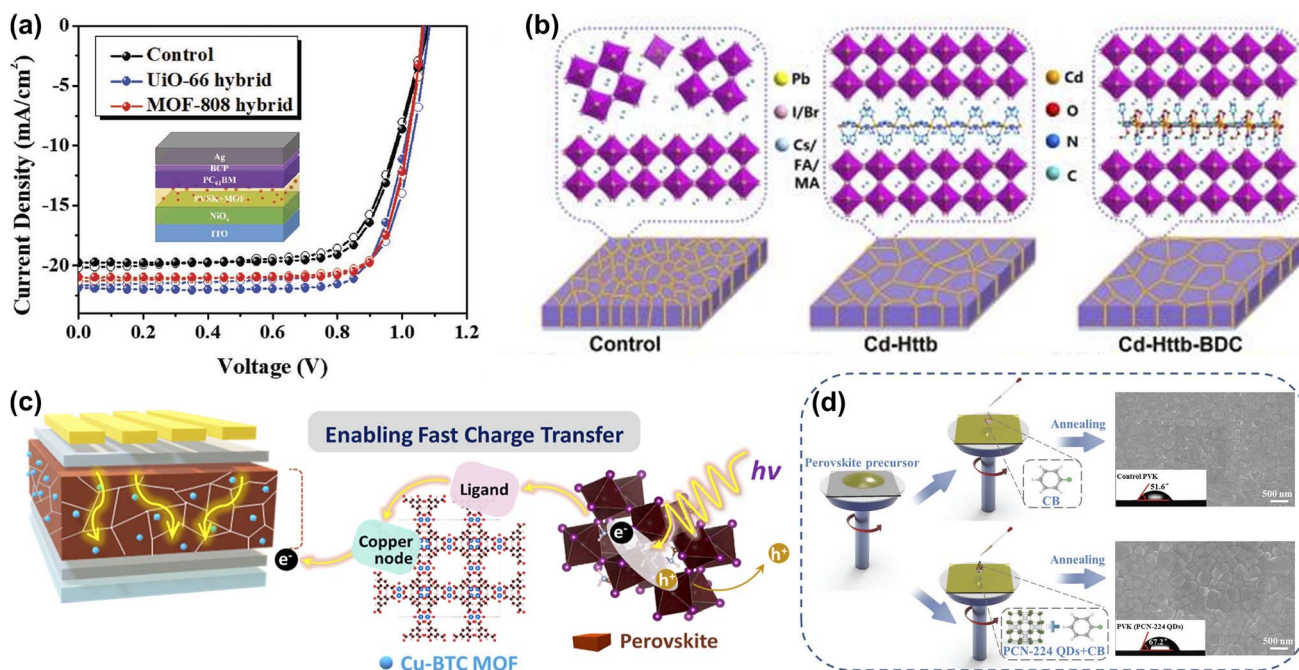 (a)
Control
UiO-66 hybrid
MOF-808 hybrid
Ag
BCP
PC₆₁BM
PVSK+MOF
NiOₓ
ITO
Current Density (mA/cm²)
0
-5
-10
-15
-20
0.0
0.2
0.4
0.6
0.8
1.0
1.2
Voltage (V)
(b)
Pb
I/Br
Cs/
FA/
MA
Cd
O
N
C
Control
Cd-Httb
Cd-Httb-BDC
(c)
Enabling Fast Charge Transfer
Ligand
Copper
node
hν
e⁻
e⁻
h⁺
h⁺
Perovskite
Cu-BTC MOF
(d)
Perovskite precursor
CB
Annealing
Control PVK
51.6°
500 nm
PCN-224 QDs+CB
Annealing
PVK (PCN-224 QDs)
67.2°
500 nm